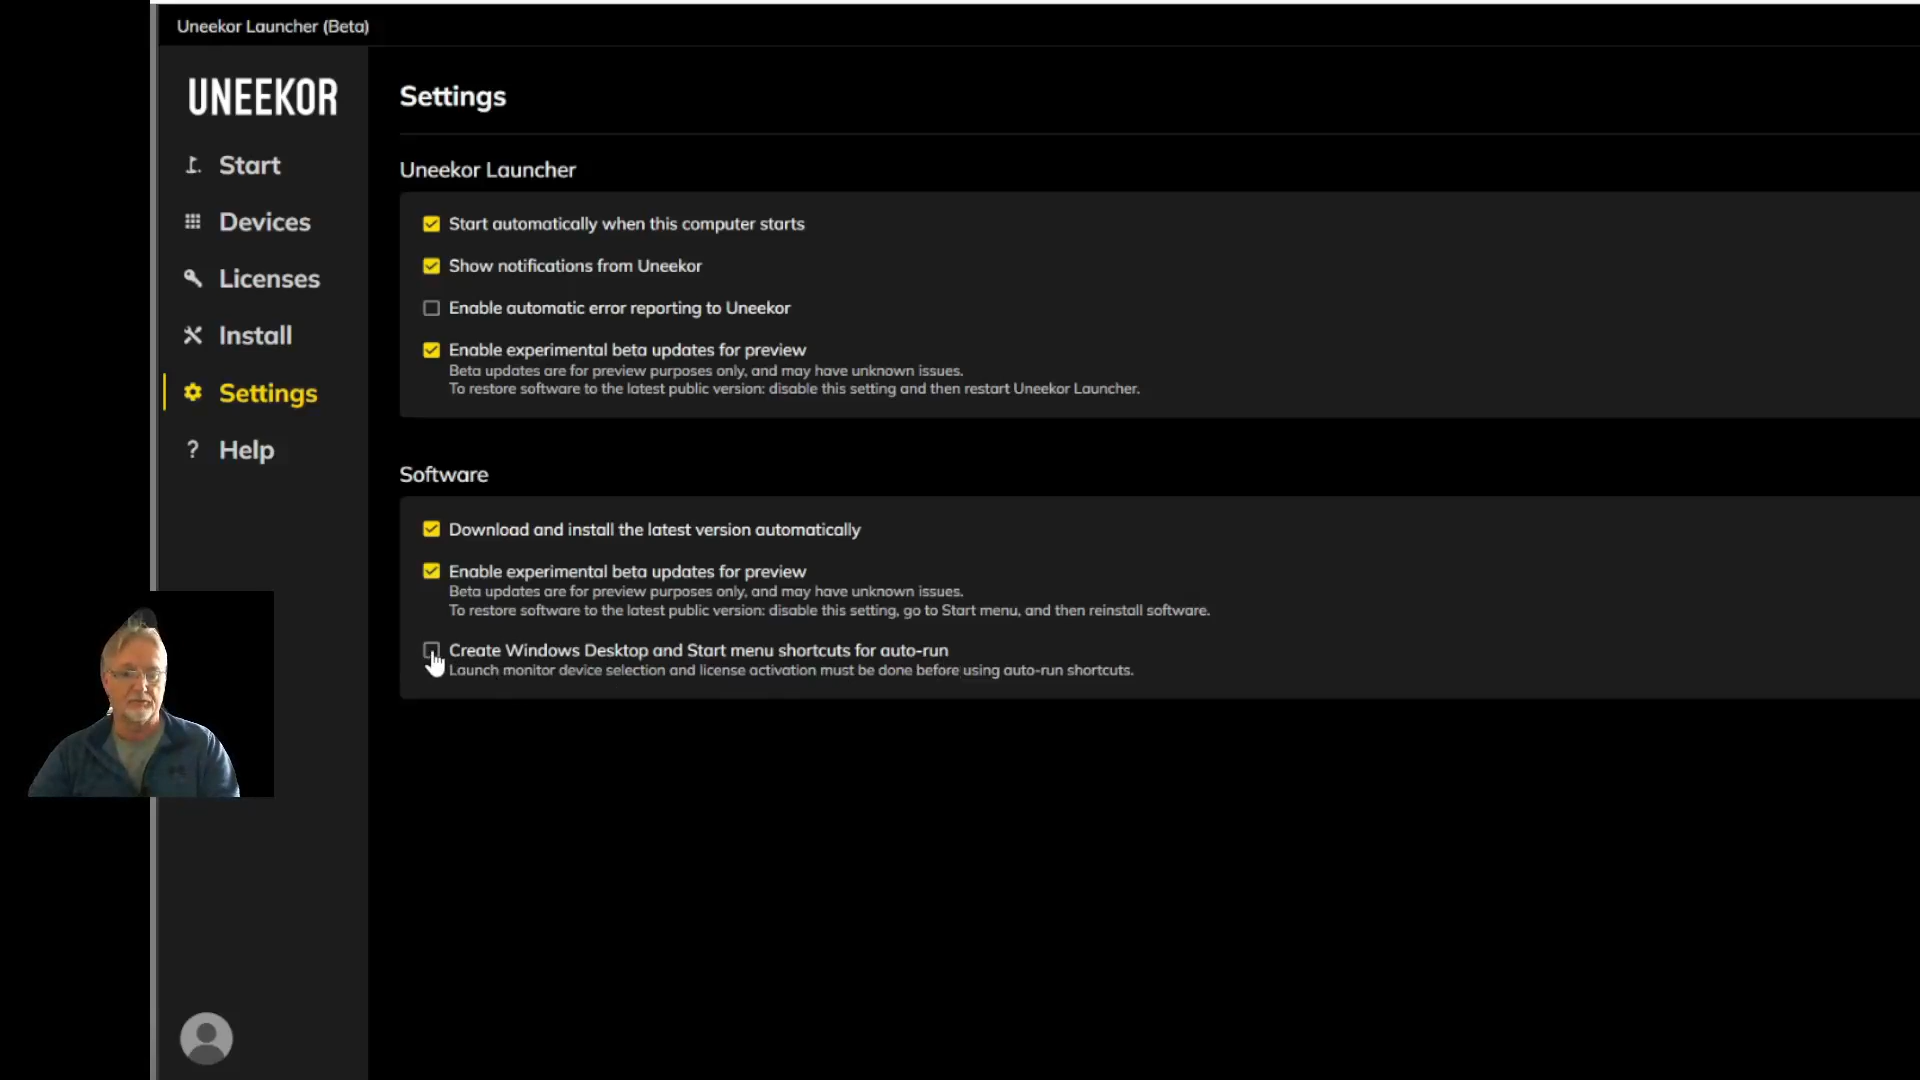 Uneekor Launcher (Beta)
UNEEKOR
Start
Devices
Licenses
Install
Settings
? Help
Settings
Uneekor Launcher
Start automatically when this computer starts
Show notifications from Uneekor
Enable automatic error reporting to Uneekor
Enable experimental beta updates for preview
Beta updates are for preview purposes only, and may have unknown issues.
To restore software to the latest public version: disable this setting and then restart Uneekor Launcher.
Software
Download and install the latest version automatically
Enable experimental beta updates for preview
Beta updates are for preview purposes only, and may have unknown issues.
To restore software to the latest public version: disable this setting, go to Start menu, and then reinstall software.
Create Windows Desktop and Start menu shortcuts for auto-run
Launch monitor device selection and license activation must be done before using auto-run shortcuts.